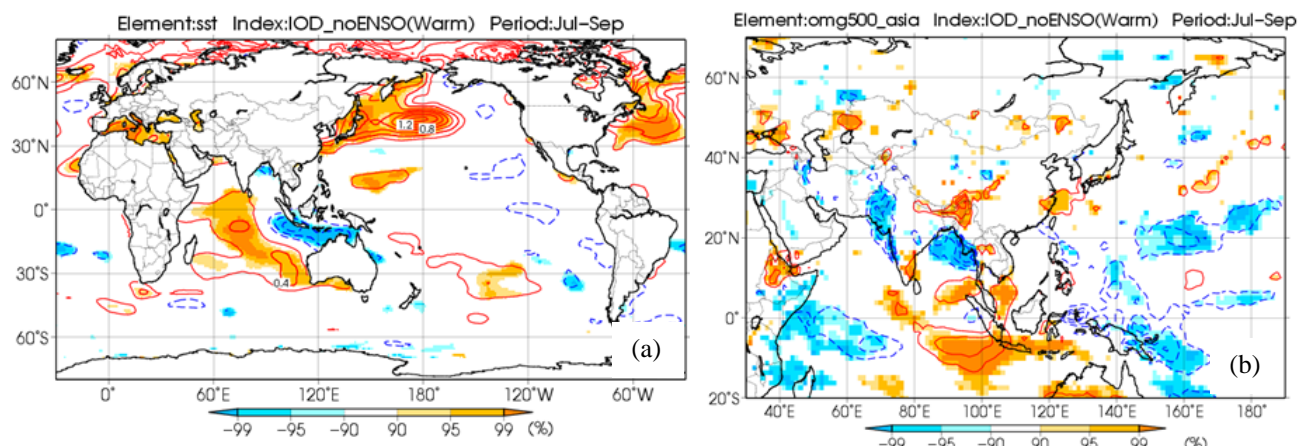 Element:sst Index:IOD_noENSO(Warm) Period:Jul-Sep
60°N
30°N
0°
30°S
60°S
1.2
0.8
0.4
(a)
0° 60°E 120°E 180° 120°W 60°W
-99 -95 -90 90 95 99 (%)
Element:omg500_asia Index:IOD_noENSO(Warm) Period:Jul-Sep
60°N
40°N
20°N
0°
20°S
(b)
40°E 60°E 80°E 100°E 120°E 140°E 160°E 180°
-99 -95 -90 90 95 99 (%)